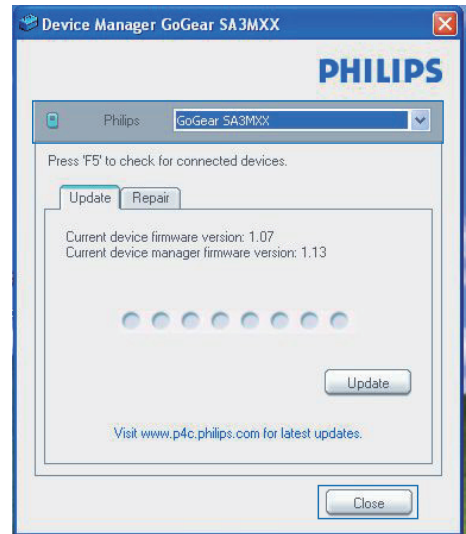 Device Manager GoGear SA3MXX
PHILIPS
Philips GoGear SA3MXX
Press 'F5' to check for connected devices.
Update Repair
Current device firmware version: 1.07
Current device manager firmware version: 1.13
Update
Visit www.p4c.philips.com for latest updates.
Close